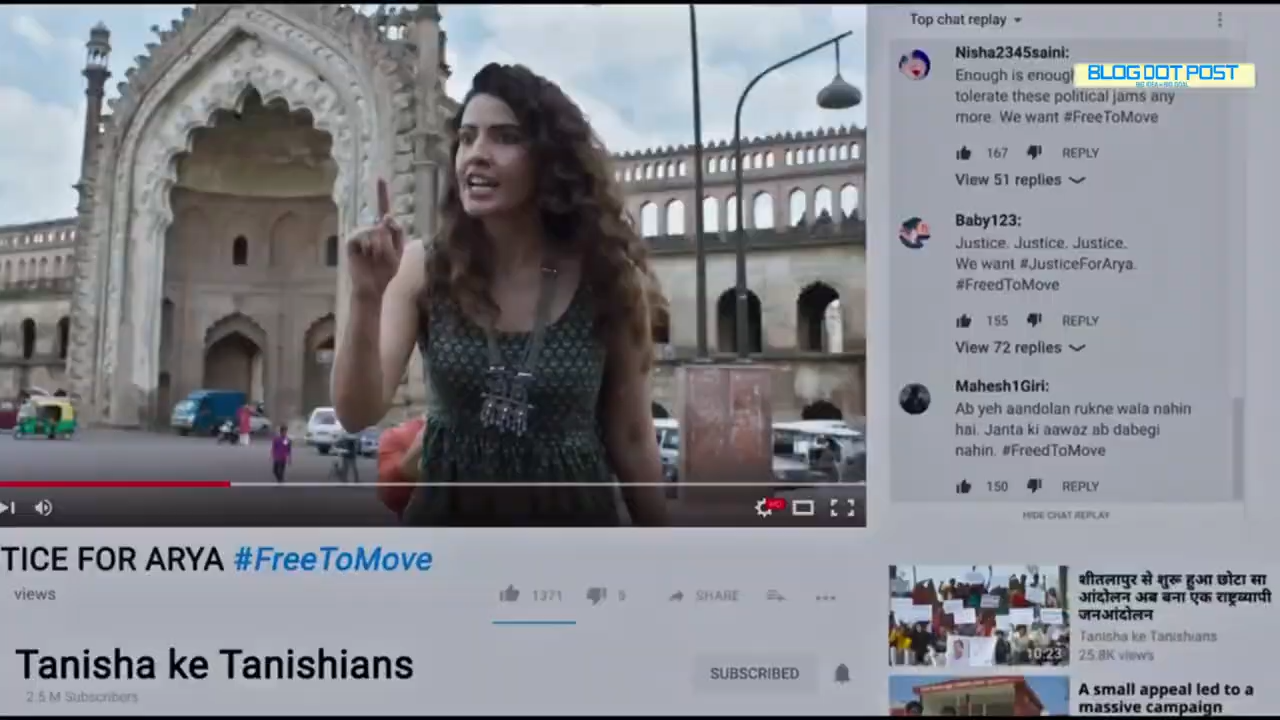 Top chat replay
Nisha2345saini:
Enough is enough
tolerate these political jams any
more. We want #FreeToMove
167 REPLY
View 51 replies
BLOG DOT POST
Baby123:
Justice. Justice. Justice.
We want #JusticeForArya.
#FreedToMove
155 REPLY
View 72 replies
Mahesh1Giri:
Ab yeh aandolan rukne wala nahin
hai. Janta ki aawaz ab dabegi
nahin. #FreedToMove
150 REPLY
HIDE CHAT REPLAY
HD
TICE FOR ARYA #FreeToMove
views
1371 9 SHARE
Tanisha ke Tanishians
2.5 M Subscribers
SUBSCRIBED
शीतलापुर से शुरू हुआ छोटा सा
आंदोलन अब बना एक राष्ट्रव्यापी
जनआंदोलन
Tanisha ke Tanishians
25.8K views
10:23
A small appeal led to a
massive campaign